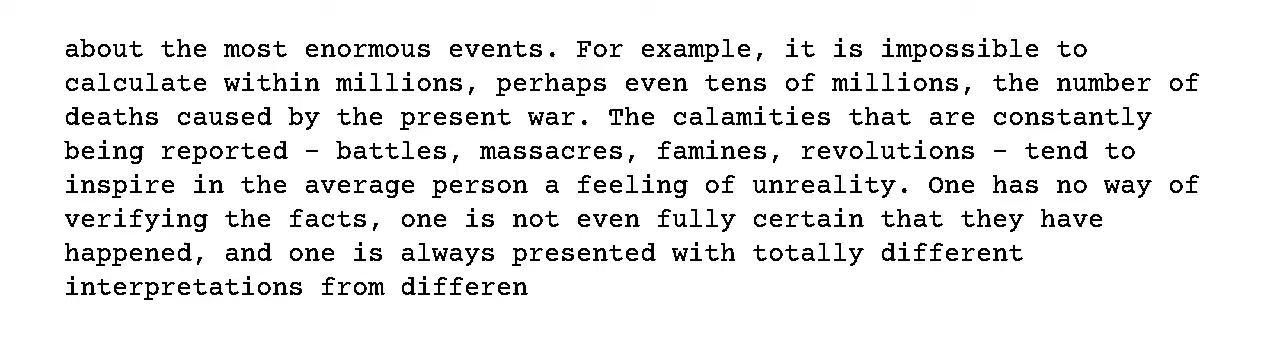 about the most enormous events. For example, it is impossible to
calculate within millions, perhaps even tens of millions, the number of
deaths caused by the present war. The calamities that are constantly
being reported – battles, massacres, famines, revolutions – tend to
inspire in the average person a feeling of unreality. One has no way of
verifying the facts, one is not even fully certain that they have
happened, and one is always presented with totally different
interpretations from differen